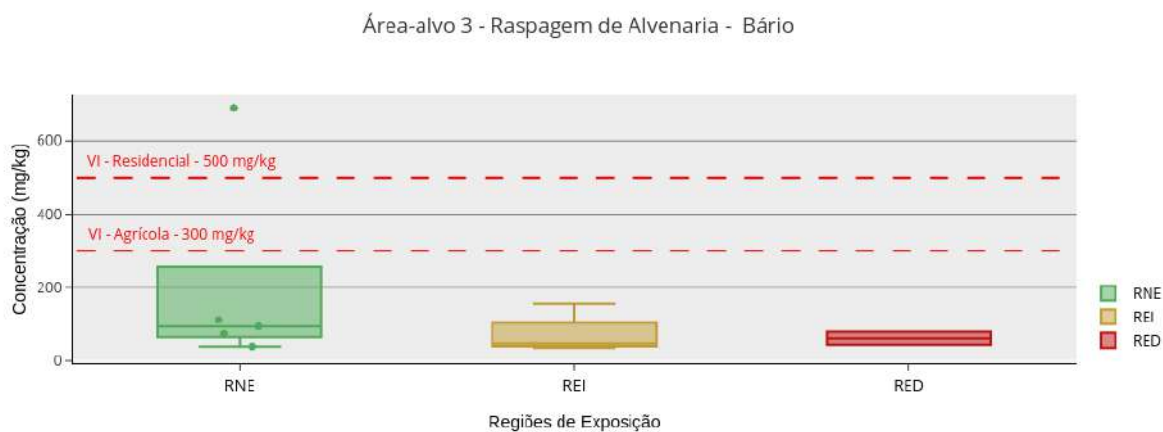 Área-alvo 3 - Raspagem de Alvenaria - Bário
Concentração (mg/kg)
600
VI - Residencial - 500 mg/kg
400
VI - Agrícola - 300 mg/kg
200
0
RNE
REI
RED
RNE
REI
RED
Regiões de Exposição